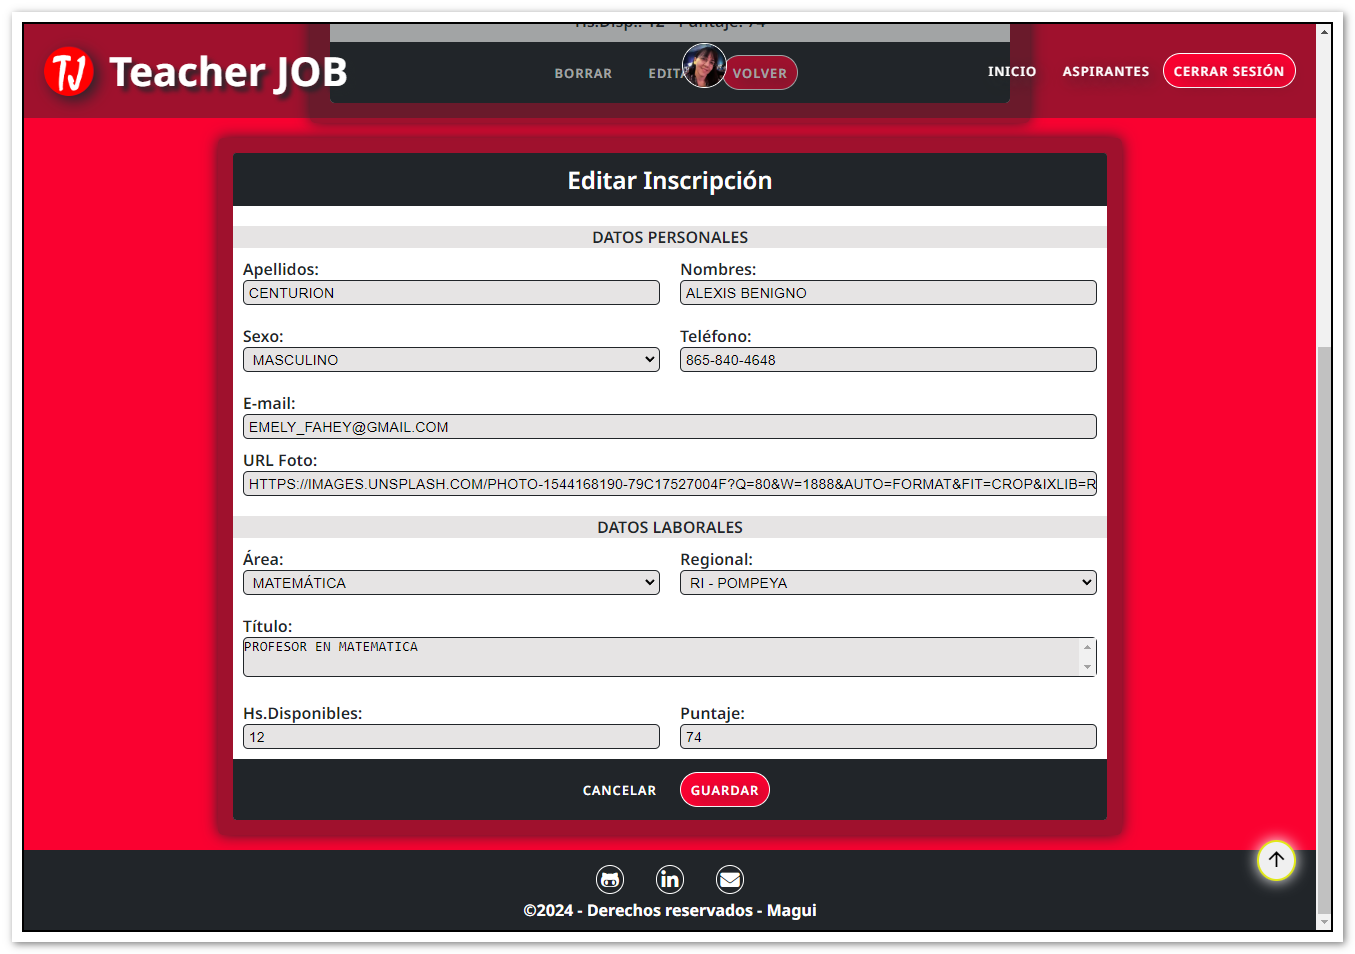 Hs.Disp.: 12 - Puntaje: 74
TJ Teacher JOB
BORRAR EDITA VOLVER
INICIO ASPIRANTES CERRAR SESIÓN
Editar Inscripción
DATOS PERSONALES
Apellidos: Nombres:
CENTURION ALEXIS BENIGNO
Sexo: Teléfono:
MASCULINO 865-840-4648
E-mail:
EMELY_FAHEY@GMAIL.COM
URL Foto:
HTTPS://IMAGES.UNSPLASH.COM/PHOTO-1544168190-79C17527004F?Q=80&W=1888&AUTO=FORMAT&FIT=CROP&IXLIB=R
DATOS LABORALES
Área: Regional:
MATEMÁTICA RI - POMPEYA
Título:
PROFESOR EN MATEMATICA
Hs.Disponibles: Puntaje:
12 74
CANCELAR GUARDAR
©2024 - Derechos reservados - Magui